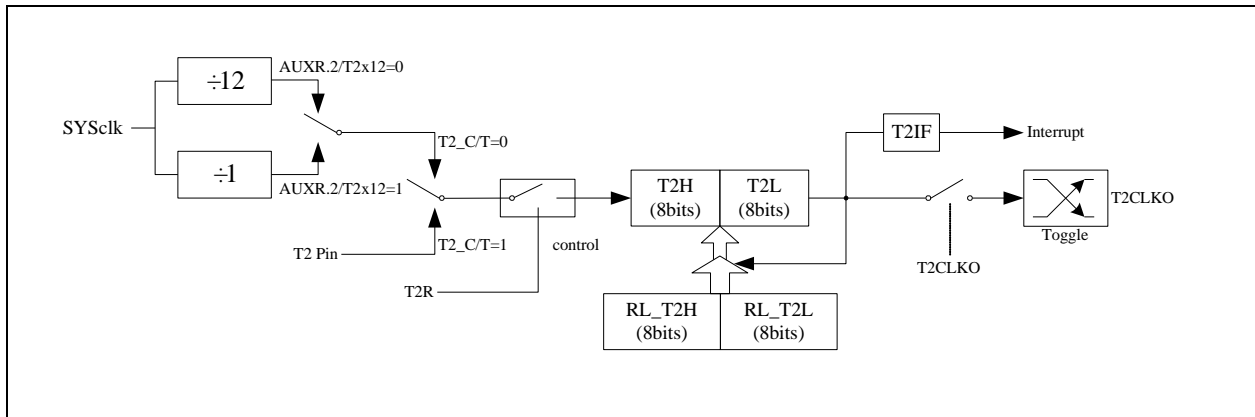 ÷12
AUXR.2/T2x12=0
SYSclk
T2_C/T=0
÷1
AUXR.2/T2x12=1
T2 Pin
T2_C/T=1
control
T2R
T2H
(8bits)
T2L
(8bits)
RL_T2H
(8bits)
RL_T2L
(8bits)
T2IF
Interrupt
T2CLKO
Toggle
T2CLKO